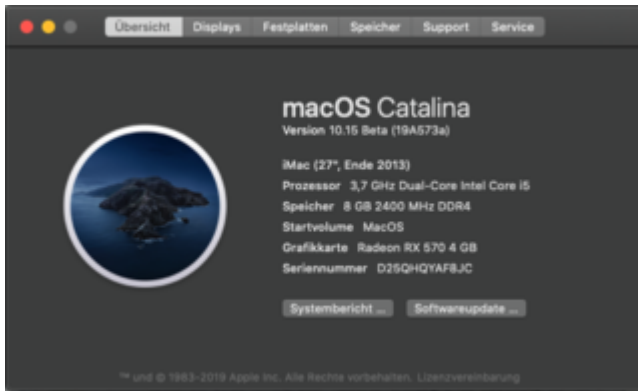 Übersicht Displays Festplatten Speicher Support Service
macOS Catalina
Version 10.15 Beta (19A573a)
iMac (27", Ende 2013)
Prozessor 3,7 GHz Dual-Core Intel Core i5
Speicher 8 GB 2400 MHz DDR4
Startvolume MacOS
Grafikkarte Radeon RX 570 4 GB
Seriennummer D25QHQYAF8JC
Systembericht ... Softwareupdate ...
™ und © 1983-2019 Apple Inc. Alle Rechte vorbehalten. Lizenzvereinbarung